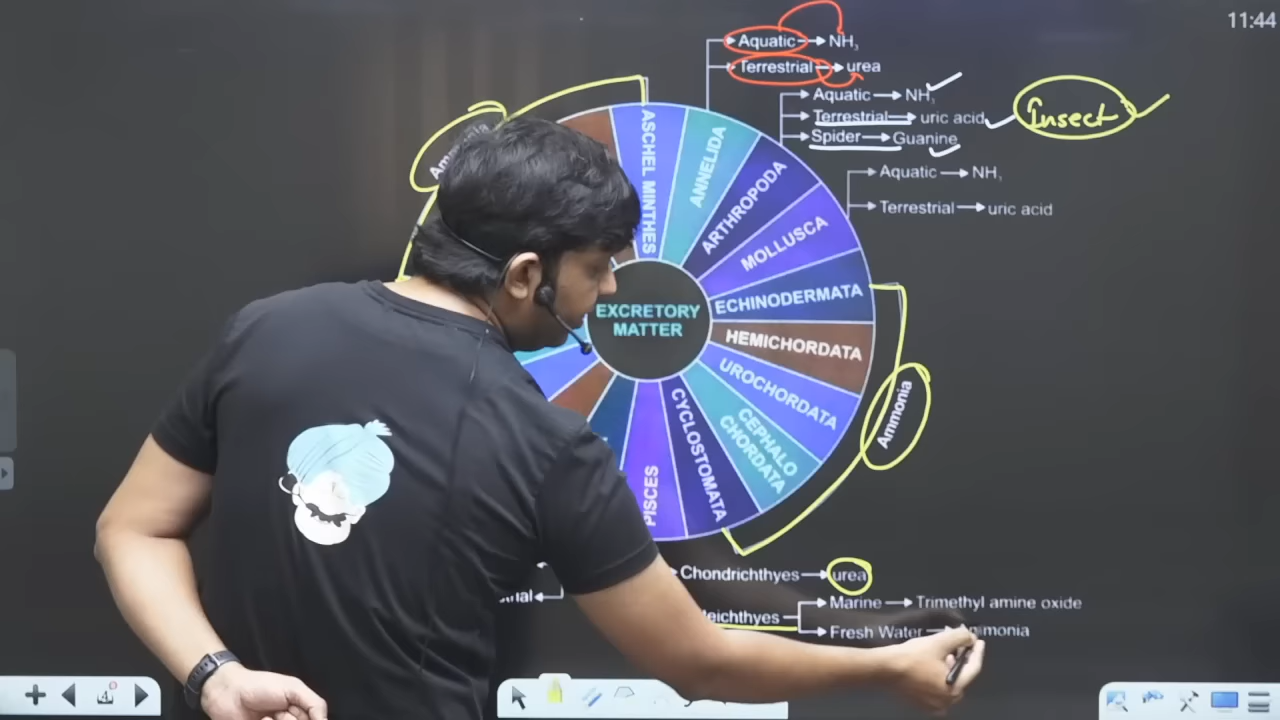 11:44
Aquatic → NH₃
Terrestrial → urea
Aquatic → NH₃
Terrestrial → uric acid
Spider → Guanine
Insect
Aquatic → NH₃
Terrestrial → uric acid
ASCHEL MINTHES
ANNELIDA
ARTHROPODA
MOLLUSCA
ECHINODERMATA
HEMICHORDATA
UROCHORDATA
CEPHALO
CHORDATA
CYCLOSTOMATA
PISCES
EXCRETORY
MATTER
Ammonia
Chondrichthyes → urea
Marine → Trimethyl amine oxide
Fresh Water